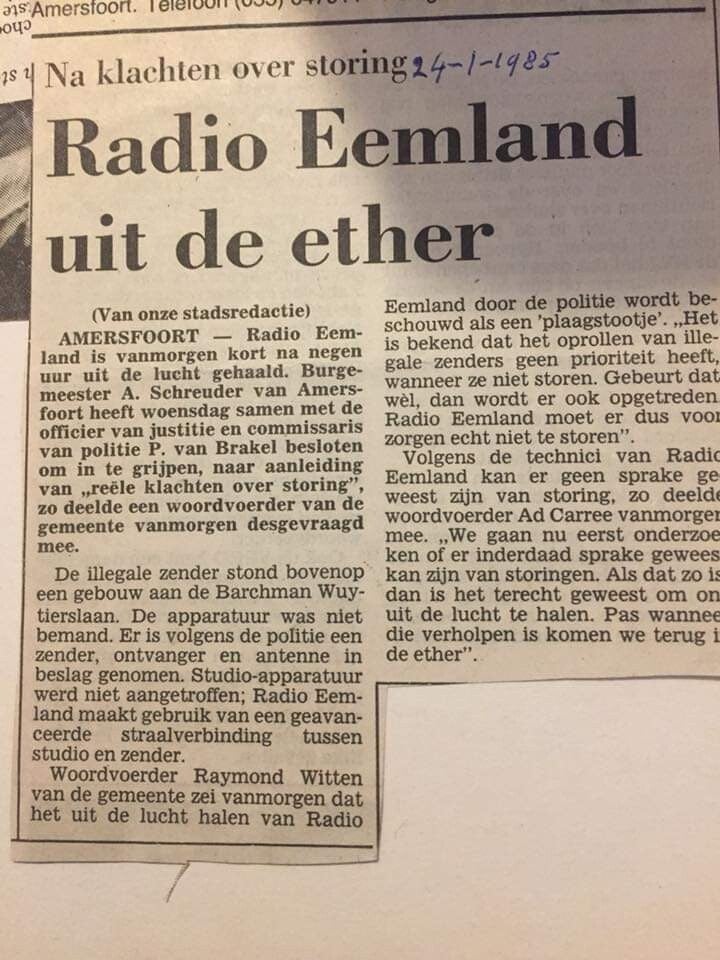 Amersfoort. Telefoon (033)
Na klachten over storing 24-1-1985
Radio Eemland
uit de ether
(Van onze stadsredactie)
AMERSFOORT — Radio Eem-
land is vanmorgen kort na negen
uur uit de lucht gehaald. Burge-
meester A. Schreuder van Amers-
foort heeft woensdag samen met de
officier van justitie en commissaris
van politie P. van Brakel besloten
om in te grijpen, naar aanleiding
van „reële klachten over storing”,
zo deelde een woordvoerder van de
gemeente vanmorgen desgevraagd
mee.
De illegale zender stond bovenop
een gebouw aan de Barchman Wuy-
tierslaan. De apparatuur was niet
bemand. Er is volgens de politie een
zender, ontvanger en antenne in
beslag genomen. Studio-apparatuur
werd niet aangetroffen; Radio Eem-
land maakt gebruik van een geavan-
ceerde straalverbinding tussen
studio en zender.
Woordvoerder Raymond Witten
van de gemeente zei vanmorgen dat
het uit de lucht halen van Radio
Eemland door de politie wordt be-
schouwd als een 'plaagstootje'. „Het
is bekend dat het oprollen van ille-
gale zenders geen prioriteit heeft,
wanneer ze niet storen. Gebeurt dat
wèl, dan wordt er ook opgetreden.
Radio Eemland moet er dus voor
zorgen echt niet te storen”.
Volgens de technici van Radio
Eemland kan er geen sprake ge-
weest zijn van storing, zo deelde
woordvoerder Ad Carree vanmorgen
mee. „We gaan nu eerst onderzoe
ken of er inderdaad sprake gewees
kan zijn van storingen. Als dat zo is
dan is het terecht geweest om on
uit de lucht te halen. Pas wannee
die verholpen is komen we terug i
de ether”.